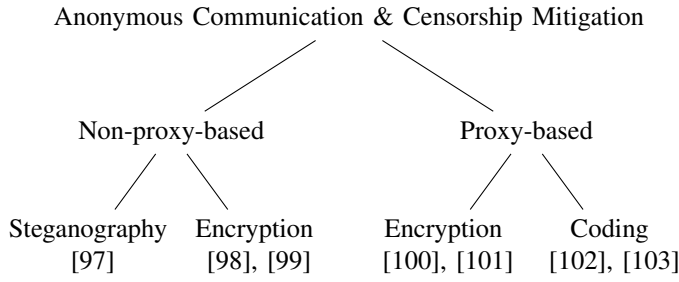 Anonymous Communication & Censorship Mitigation
Non-proxy-based Proxy-based
Steganography Encryption Encryption Coding
[97] [98], [99] [100], [101] [102], [103]